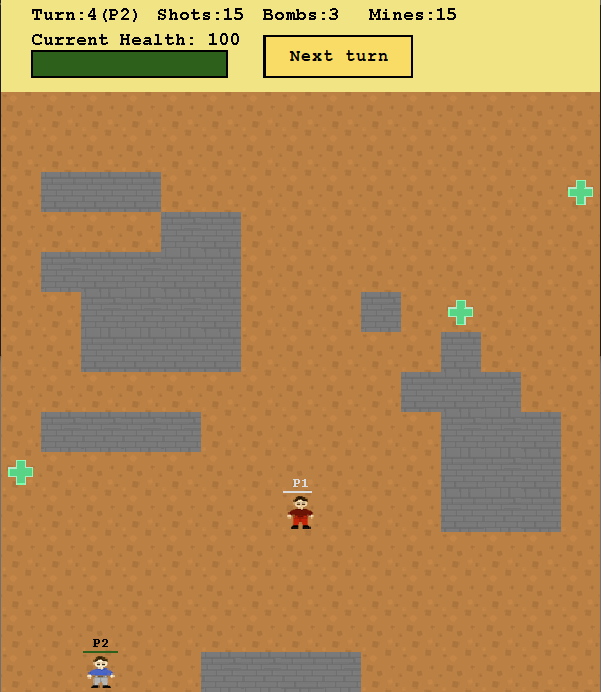 Turn:4(P2) Shots:15 Bombs:3 Mines:15
Current Health: 100
Next turn
P1
P2